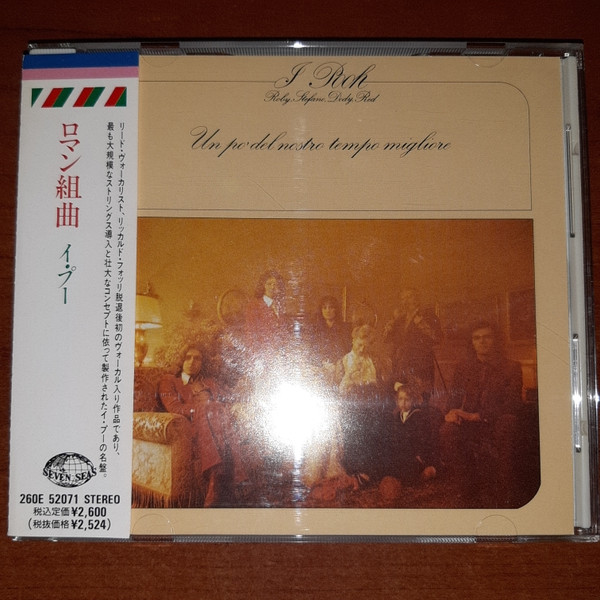 I Pooh
Roby, Stefano, Dody, Red
Un po' del nostro tempo migliore
ロマン組曲
イ・プー
リード・ヴォーカリスト、リッカルド・フォッリ脱退後初のヴォーカル入り作品であり、
最も大規模なストリングス導入と壮大なコンセプトに依って製作されたイ・プーの名盤。
SEVEN SEAS
260E 52071 STEREO
税込定価¥2,600
(税抜価格¥2,524)